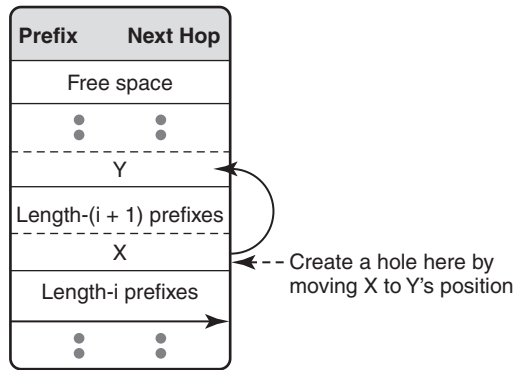 Prefix Next Hop
Free space
Y
Length-(i + 1) prefixes
X
Create a hole here by
moving X to Y's position
Length-i prefixes